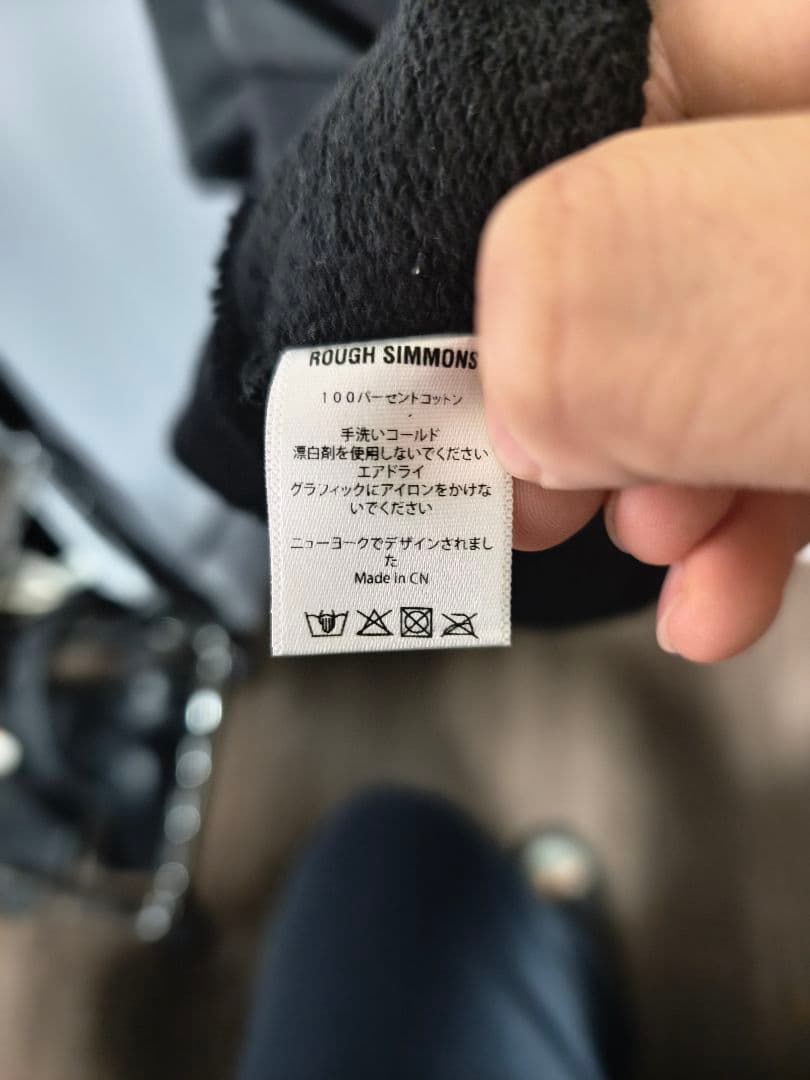 ROUGH SIMMONS
100パーセントコットン
手洗いコールド
漂白剤を使用しないでください
エアドライ
グラフィックにアイロンをかけな
いでください
ニューヨークでデザインされまし
た
Made in CN